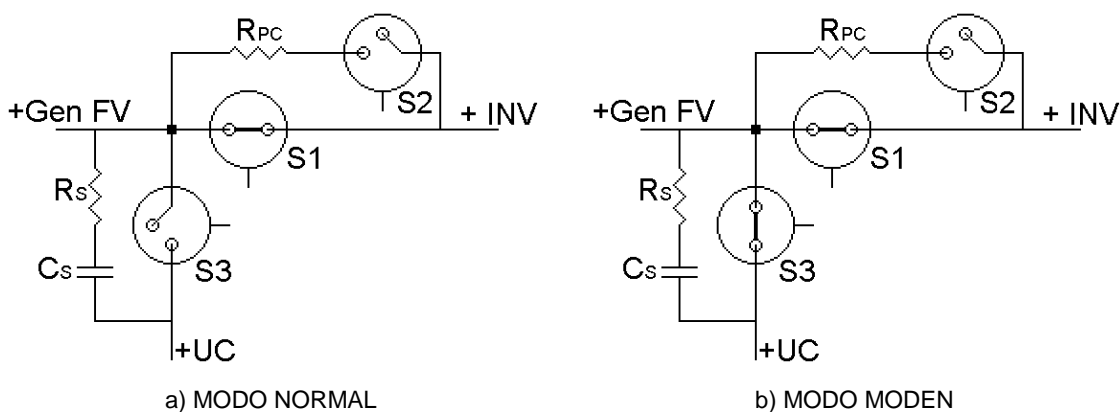 RPC
S2
+Gen FV
+ INV
S1
RS
CS
S3
+UC
a) MODO NORMAL
RPC
S2
+Gen FV
+ INV
S1
RS
CS
S3
+UC
b) MODO MODEN